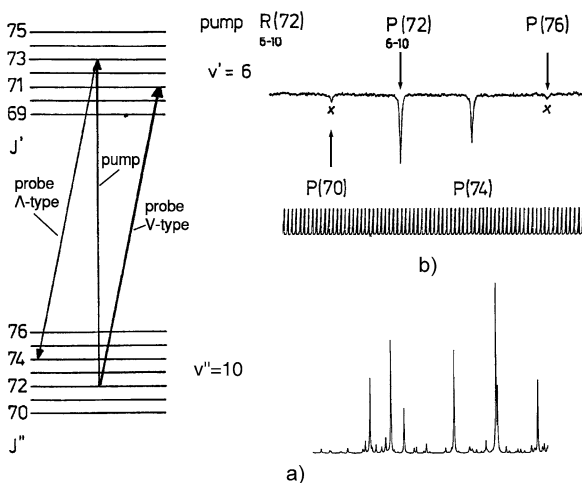 75
73
71
69
J'
probe
Λ-type
pump
probe
V-type
76
74
72
70
J"
v"=10
a)
pump R(72) P(72) P(76)
6-10 6-10
v' = 6
x x
P(70) P(74)
b)